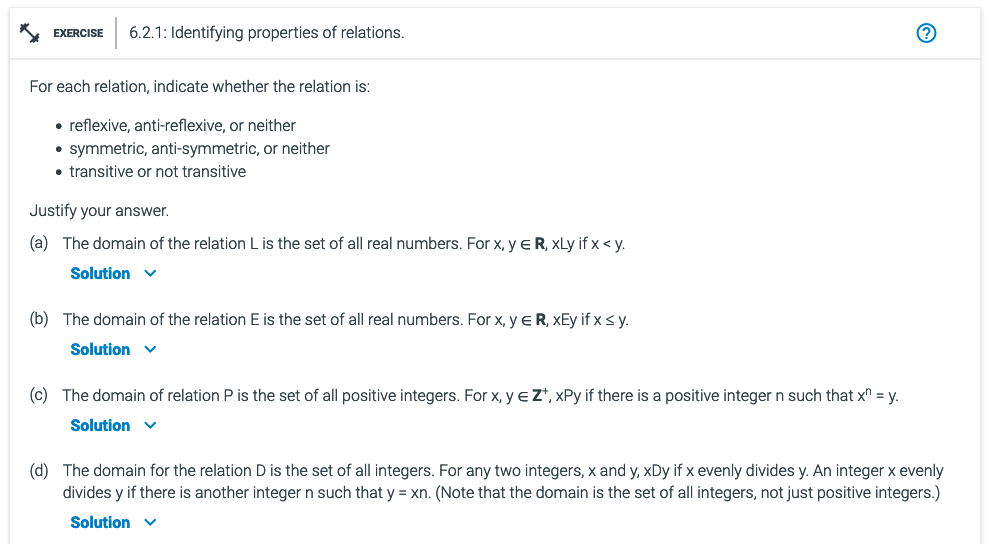 EXERCISE 6.2.1: Identifying properties of relations. ?
For each relation, indicate whether the relation is:
• reflexive, anti-reflexive, or neither
• symmetric, anti-symmetric, or neither
• transitive or not transitive
Justify your answer.
(a) The domain of the relation L is the set of all real numbers. For x, y ∈ R, xLy if x < y.
Solution
(b) The domain of the relation E is the set of all real numbers. For x, y ∈ R, xEy if x ≤ y.
Solution
(c) The domain of relation P is the set of all positive integers. For x, y ∈ Z⁺, xPy if there is a positive integer n such that xⁿ = y.
Solution
(d) The domain for the relation D is the set of all integers. For any two integers, x and y, xDy if x evenly divides y. An integer x evenly
divides y if there is another integer n such that y = xn. (Note that the domain is the set of all integers, not just positive integers.)
Solution